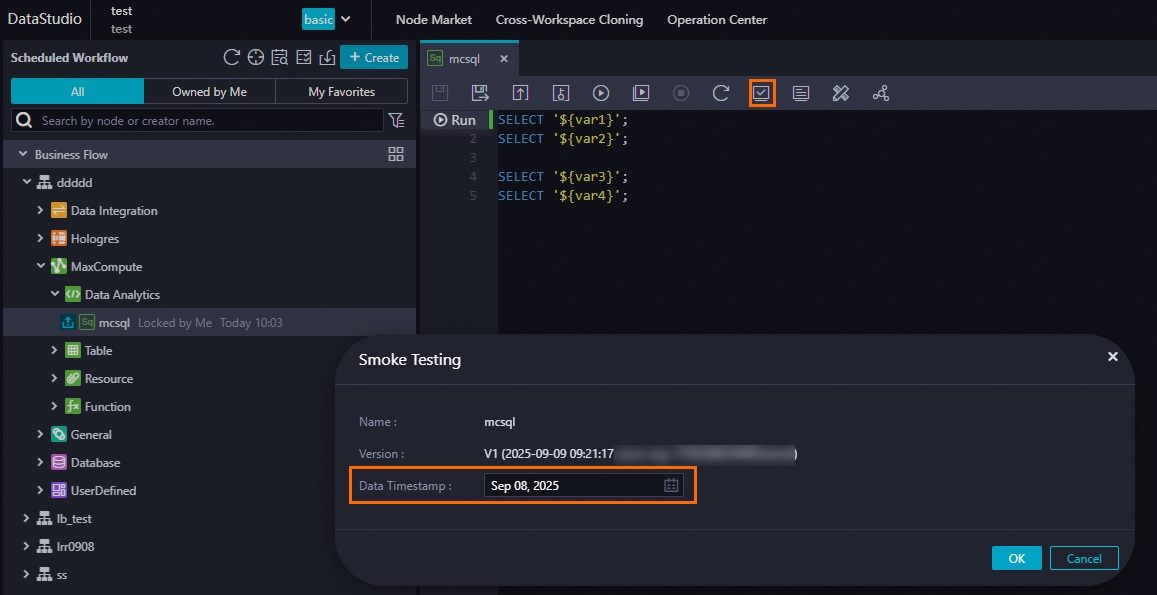 DataStudio
test
test
basic
Node Market
Cross-Workspace Cloning
Operation Center
Scheduled Workflow
+ Create
All
Owned by Me
My Favorites
Search by node or creator name.
Business Flow
ddddd
Data Integration
Hologres
MaxCompute
Data Analytics
Sq mcsql Locked by Me Today 10:03
Table
Resource
fx Function
General
Database
UserDefined
lb_test
lrr0908
ss
Sq mcsql
Run
SELECT '${var1}';
2 SELECT '${var2}';
3
4 SELECT '${var3}';
5 SELECT '${var4}';
Smoke Testing
Name : mcsql
Version : V1 (2025-09-09 09:21:17 )
Data Timestamp : Sep 08, 2025
OK
Cancel